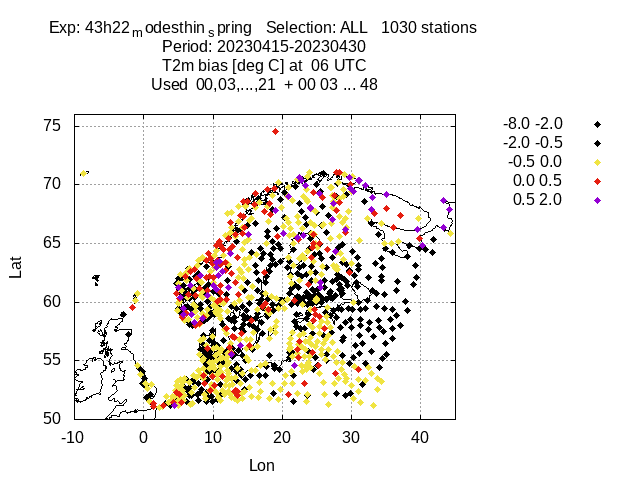 Exp: 43h22modesthinspring Selection: ALL 1030 stations
Period: 20230415-20230430
T2m bias [deg C] at 06 UTC
Used 00,03,...,21 + 00 03 ... 48
-8.0 -2.0
-2.0 -0.5
-0.5 0.0
0.0 0.5
0.5 2.0
75
70
65
60
55
50
Lat
-10 0 10 20 30 40
Lon